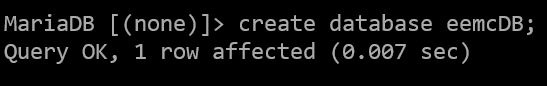 MariaDB [(none)]> create database eemcDB;
Query OK, 1 row affected (0.007 sec)